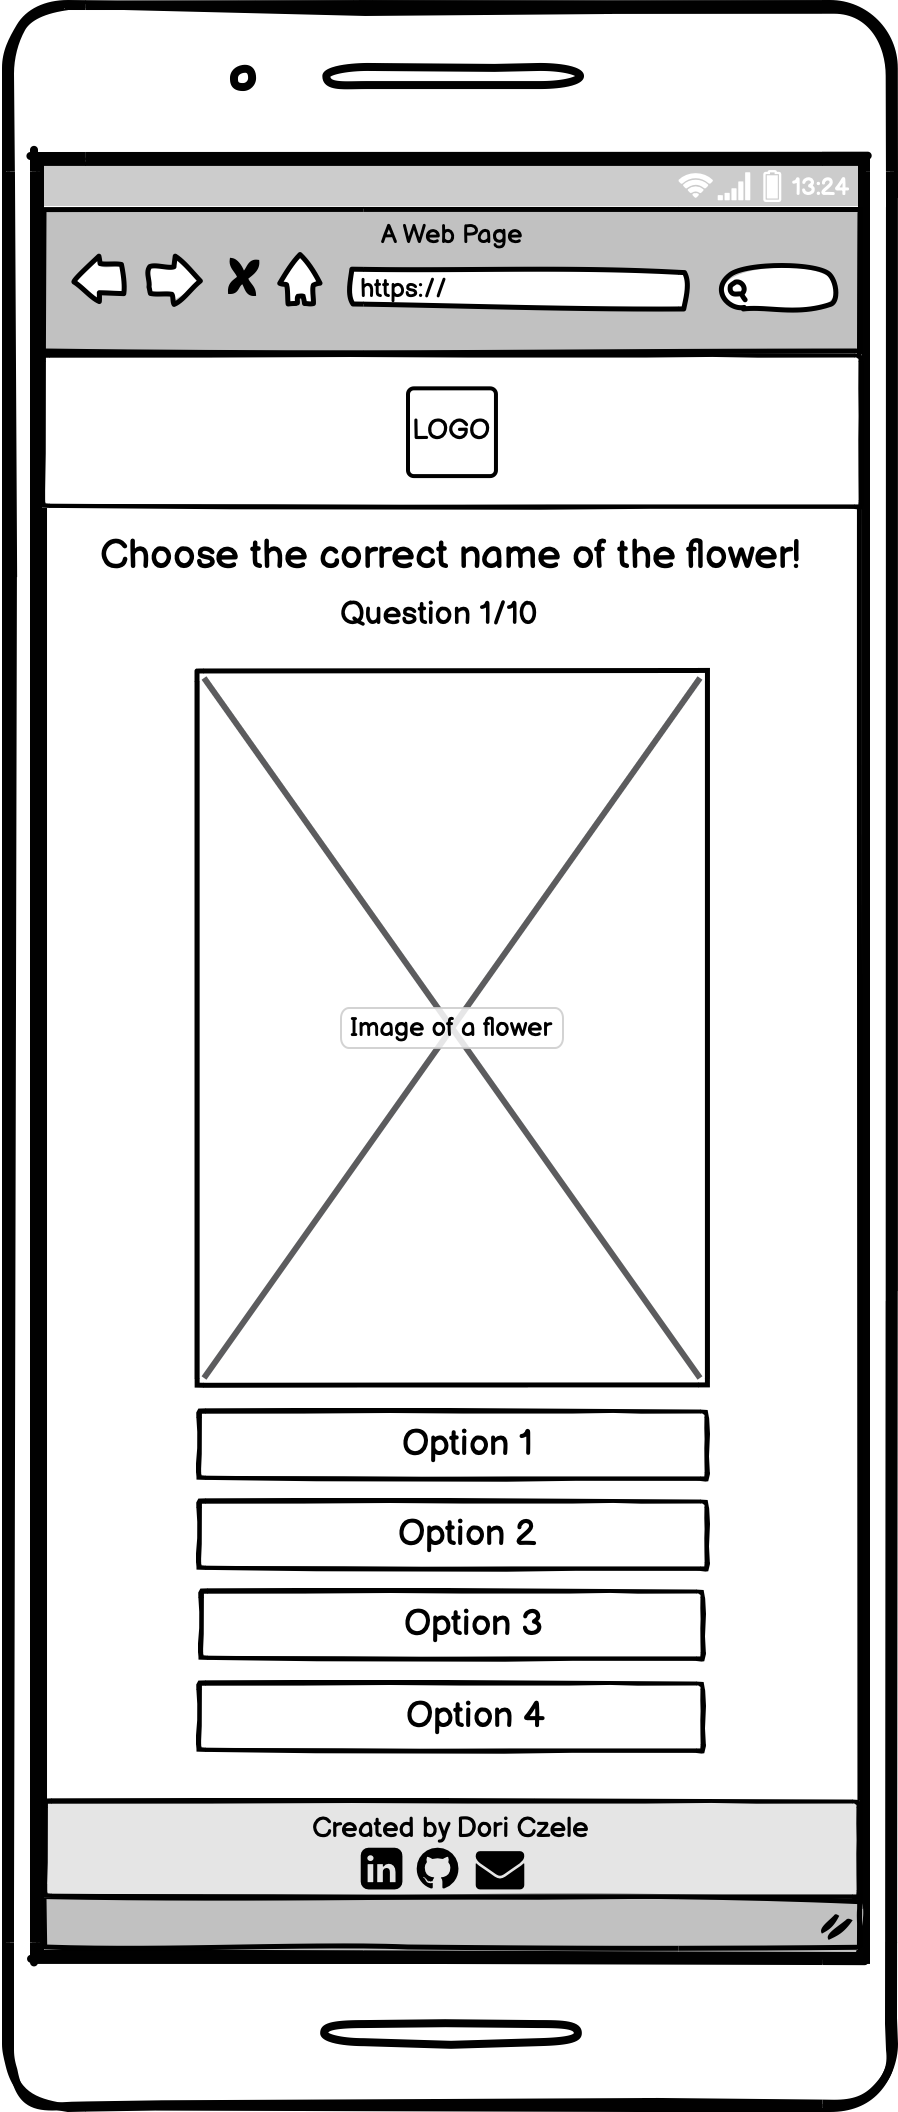 13:24
A Web Page
https://
LOGO
Choose the correct name of the flower!
Question 1/10
Image of a flower
Option 1
Option 2
Option 3
Option 4
Created by Dori Czele
in